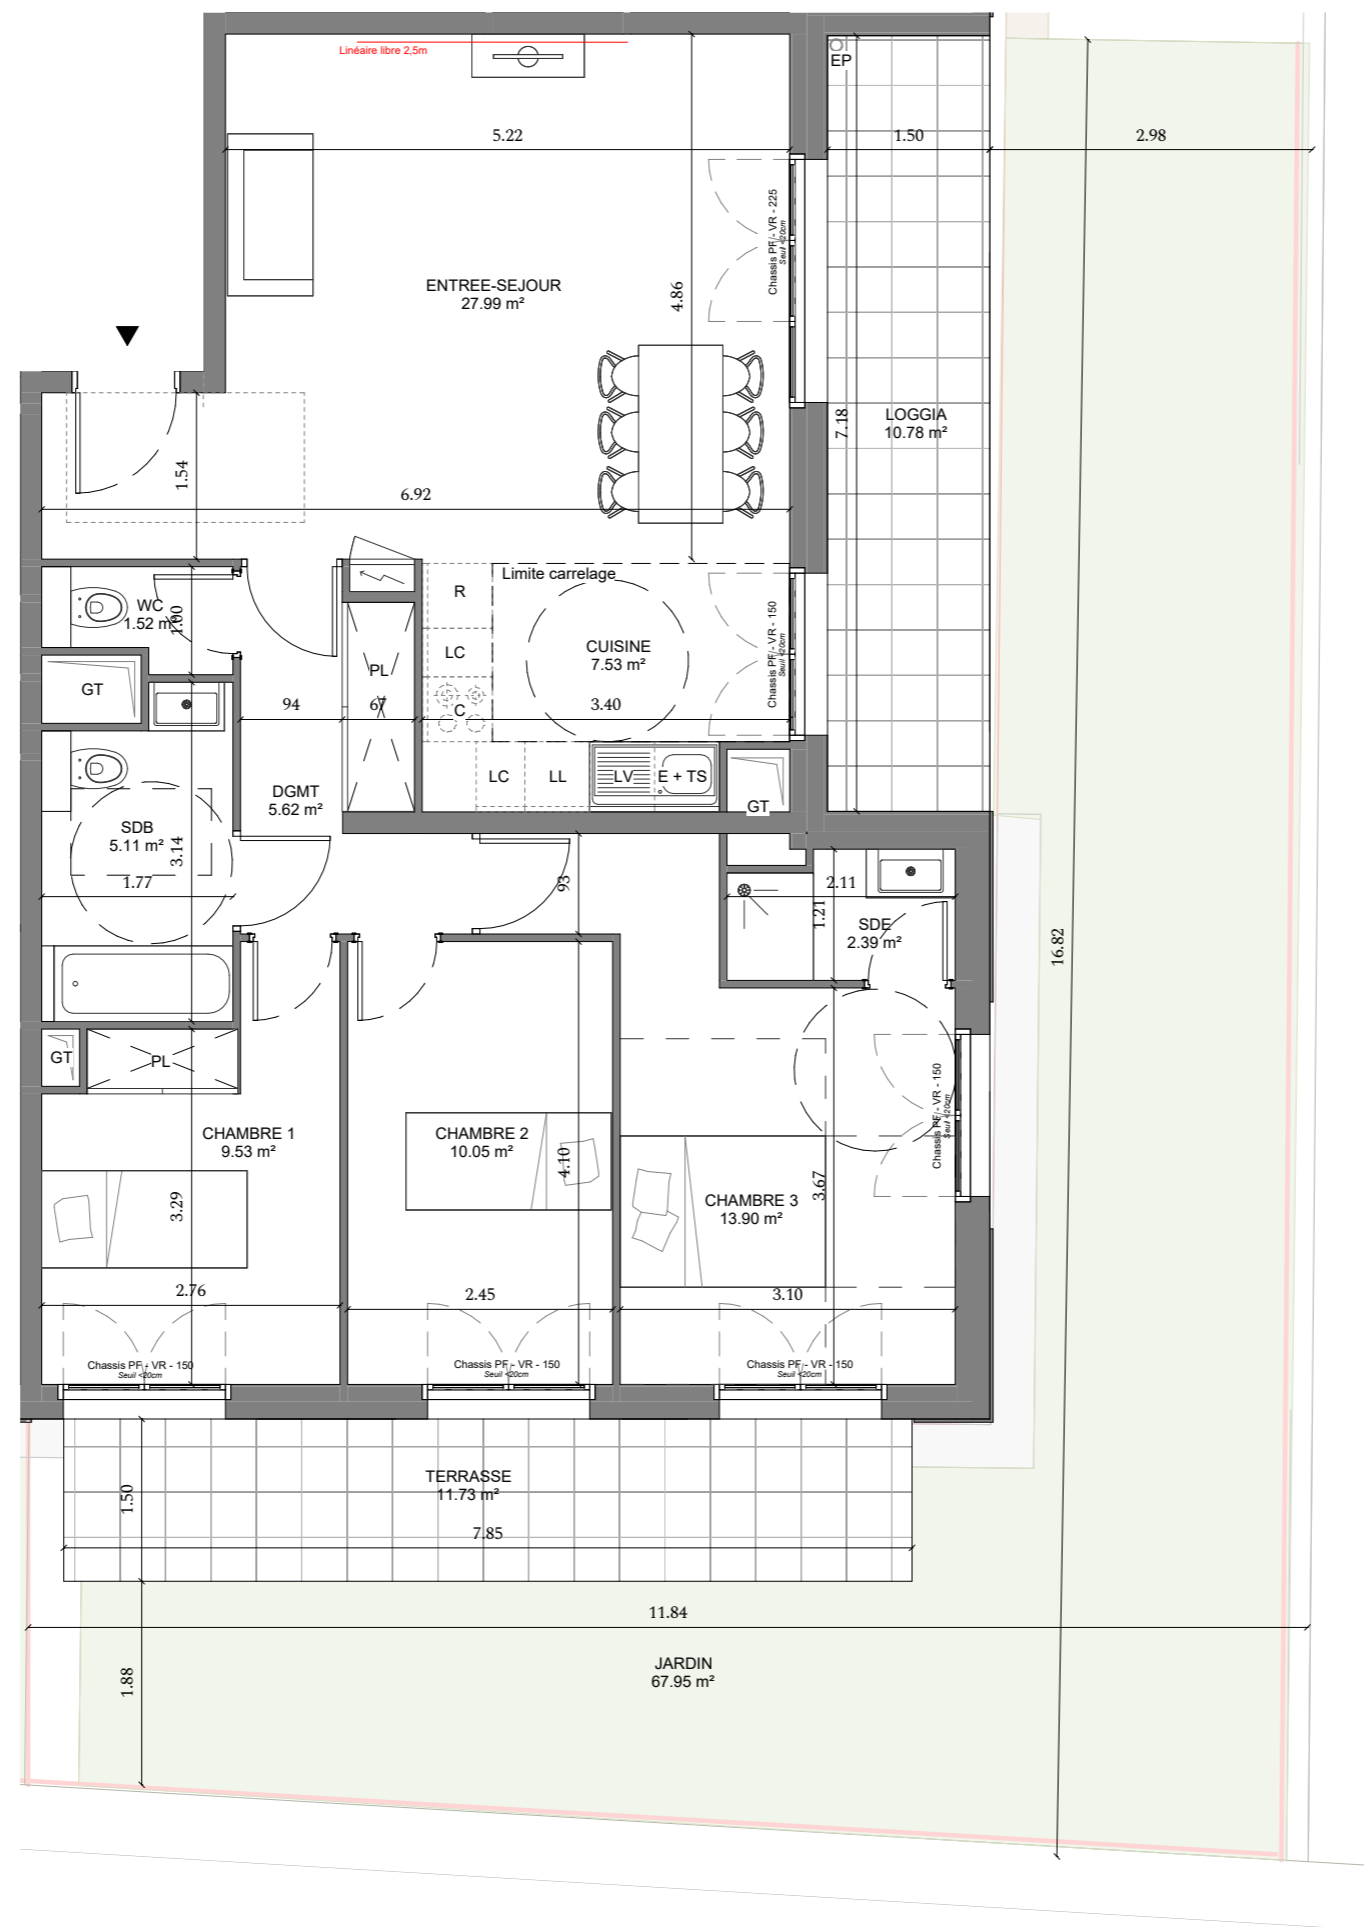 Linéaire libre 2,5m
EP
5.22
1.50
2.98
Chassis PF - VR - 225
Seuil <20cm
ENTREE-SEJOUR
27.99 m²
4.86
7.18
LOGGIA
10.78 m²
1.54
6.92
Limite carrelage
R
WC
1.52 m²
1.00
LC
CUISINE
7.53 m²
Chassis PF - VR - 150
Seuil <20cm
PL
GT
94
67
C
3.40
LC
LL
LV
E + TS
GT
DGMT
5.62 m²
SDB
5.11 m²
3.14
1.77
93
2.11
1.21
SDE
2.39 m²
16.82
GT
PL
Chassis PF - VR - 150
Seuil <20cm
CHAMBRE 1
9.53 m²
CHAMBRE 2
10.05 m²
4.10
3.29
CHAMBRE 3
13.90 m²
3.67
2.76
2.45
3.10
Chassis PF - VR - 150
Seuil <20cm
Chassis PF - VR - 150
Seuil <20cm
Chassis PF - VR - 150
Seuil <20cm
TERRASSE
11.73 m²
1.50
7.85
11.84
JARDIN
67.95 m²
1.88